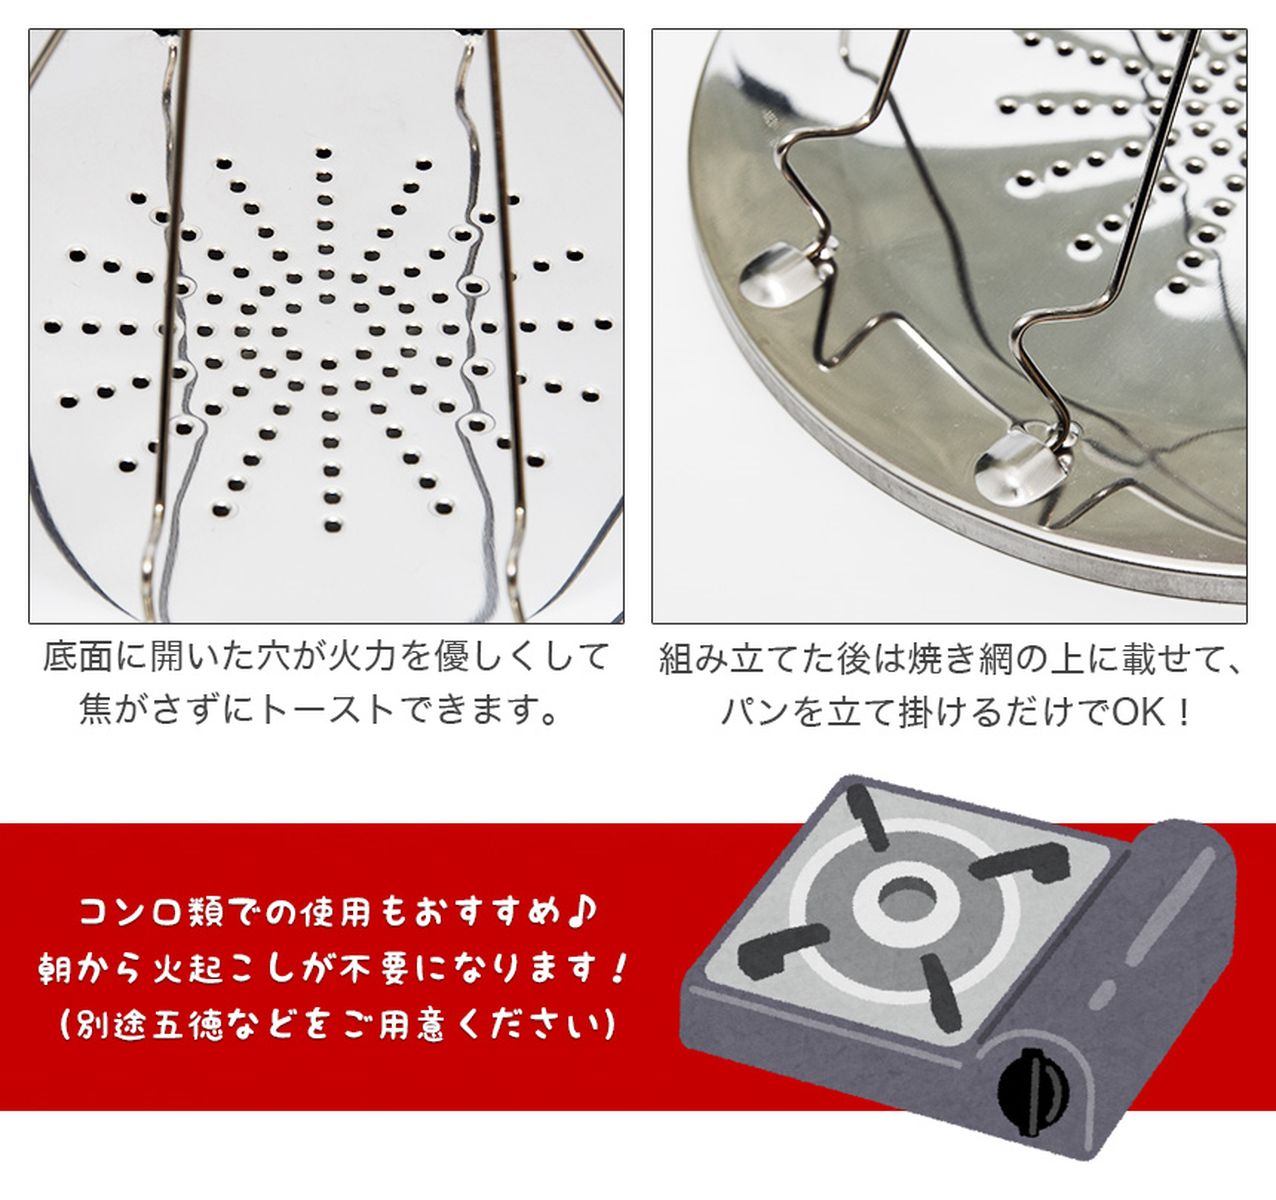 底面に開いた穴が火力を優しくして
焦がさずにトーストできます。
組み立てた後は焼き網の上に載せて、
パンを立て掛けるだけでOK！
コンロ類での使用もおすすめ♪
朝から火起こしが不要になります！
(別途五徳などをご用意ください)